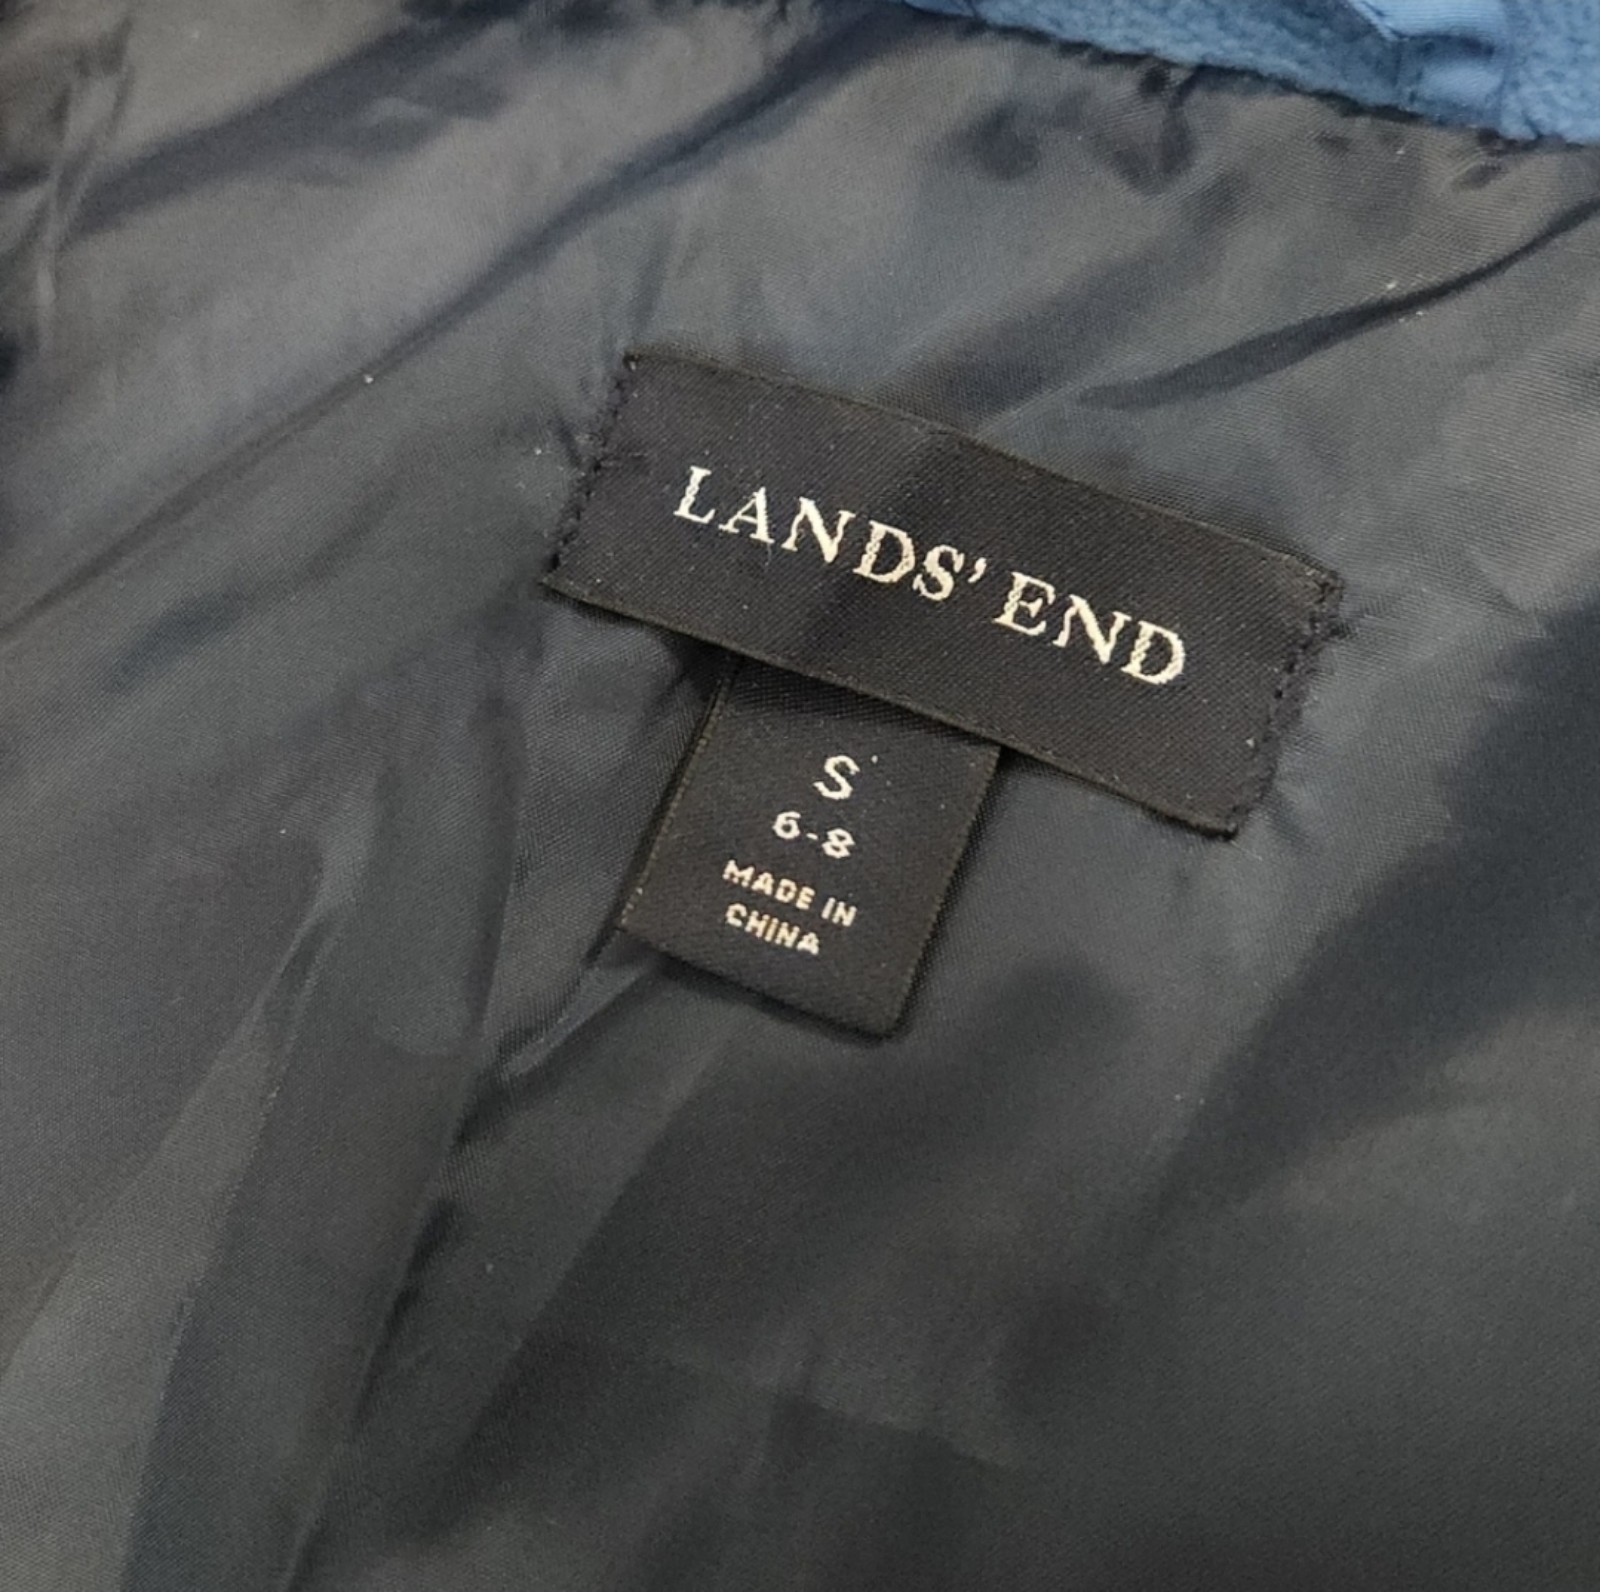 LANDS' END
S
6-8
MADE IN
CHINA